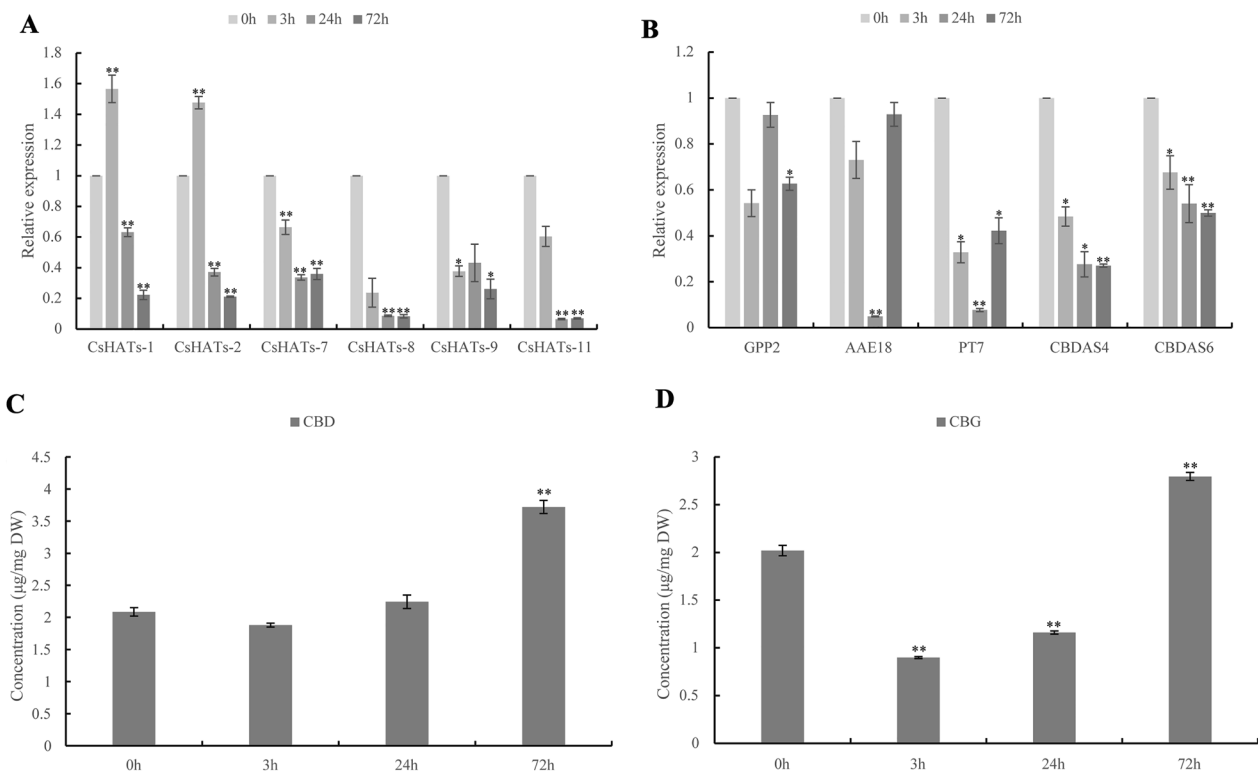 A
0h 3h 24h 72h
Relative expression
1.8
1.6
1.4
1.2
1
0.8
0.6
0.4
0.2
0
** ** ** ** ** ** ** ** ** ** ** * * ** **
CsHATs-1 CsHATs-2 CsHATs-7 CsHATs-8 CsHATs-9 CsHATs-11
B
0h 3h 24h 72h
Relative expression
1.2
1
0.8
0.6
0.4
0.2
0
* ** * ** * * * ** * ** **
GPP2 AAE18 PT7 CBDAS4 CBDAS6
C
CBD
Concentration (μg/mg DW)
4.5
4
3.5
3
2.5
2
1.5
1
0.5
0
**
0h 3h 24h 72h
D
CBG
Concentration (μg/mg DW)
3
2.5
2
1.5
1
0.5
0
** ** **
0h 3h 24h 72h